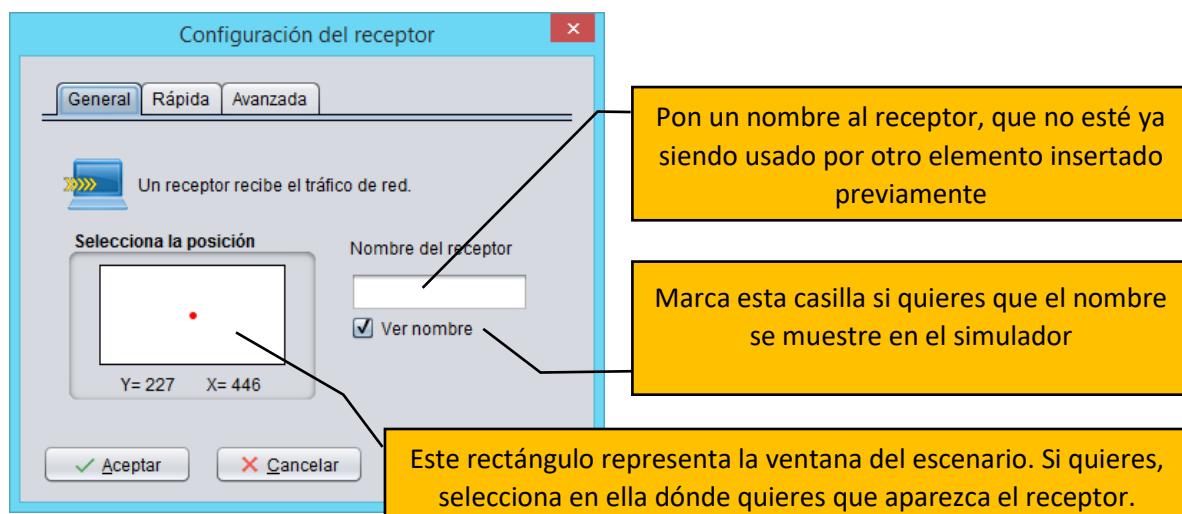 Configuración del receptor
General Rápida Avanzada
Pon un nombre al receptor, que no esté ya
siendo usado por otro elemento insertado
previamente
Un receptor recibe el tráfico de red.
Selecciona la posición
Nombre del receptor
Ver nombre
Marca esta casilla si quieres que el nombre
se muestre en el simulador
Y= 227 X= 446
Aceptar Cancelar
Este rectángulo representa la ventana del escenario. Si quieres,
selecciona en ella dónde quieres que aparezca el receptor.